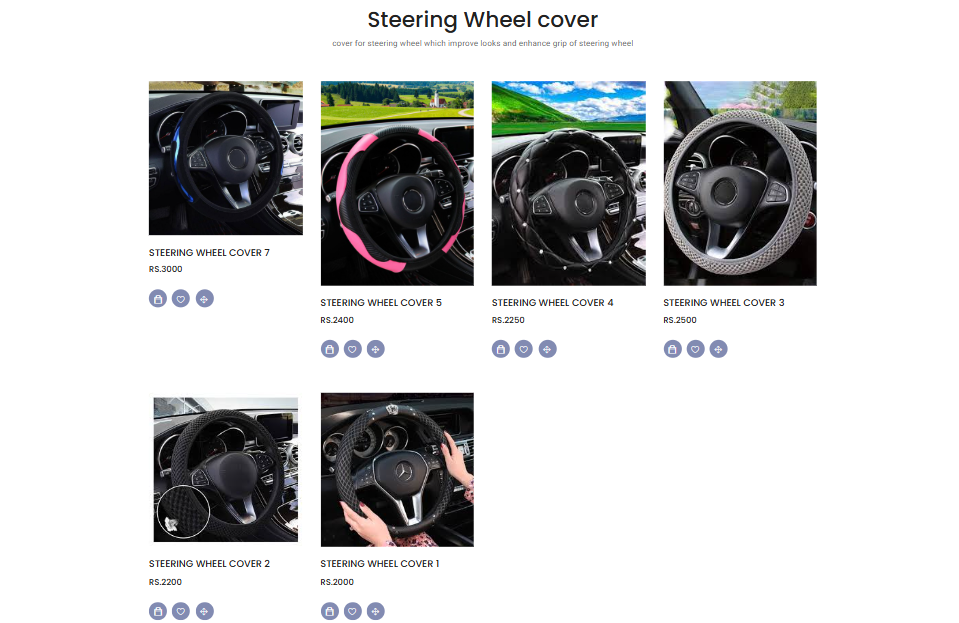 Steering Wheel cover
cover for steering wheel which improve looks and enhance grip of steering wheel
STEERING WHEEL COVER 7
RS.3000
STEERING WHEEL COVER 5
RS.2400
STEERING WHEEL COVER 4
RS.2250
STEERING WHEEL COVER 3
RS.2500
STEERING WHEEL COVER 2
RS.2200
STEERING WHEEL COVER 1
RS.2000